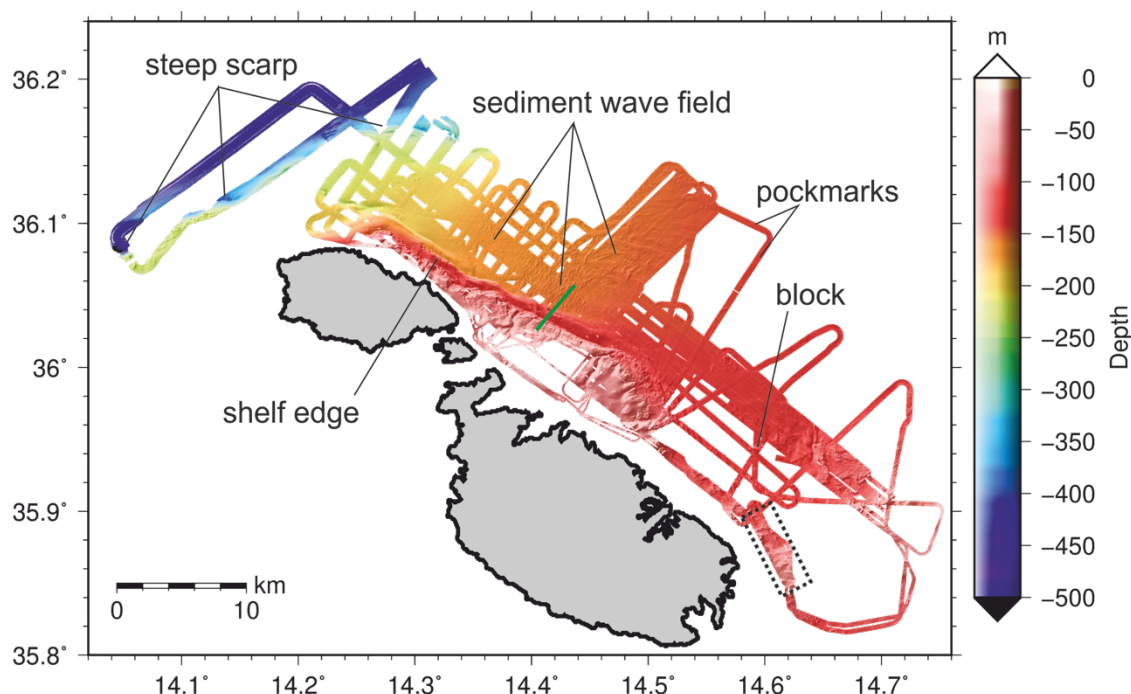 m
36.2°
steep scarp
sediment wave field
0
−50
−100
pockmarks
36.1°
−150
−200
block
−250
Depth
36°
−300
shelf edge
−350
35.9°
−400
−450
km
0 10
−500
35.8°
14.1° 14.2° 14.3° 14.4° 14.5° 14.6° 14.7°